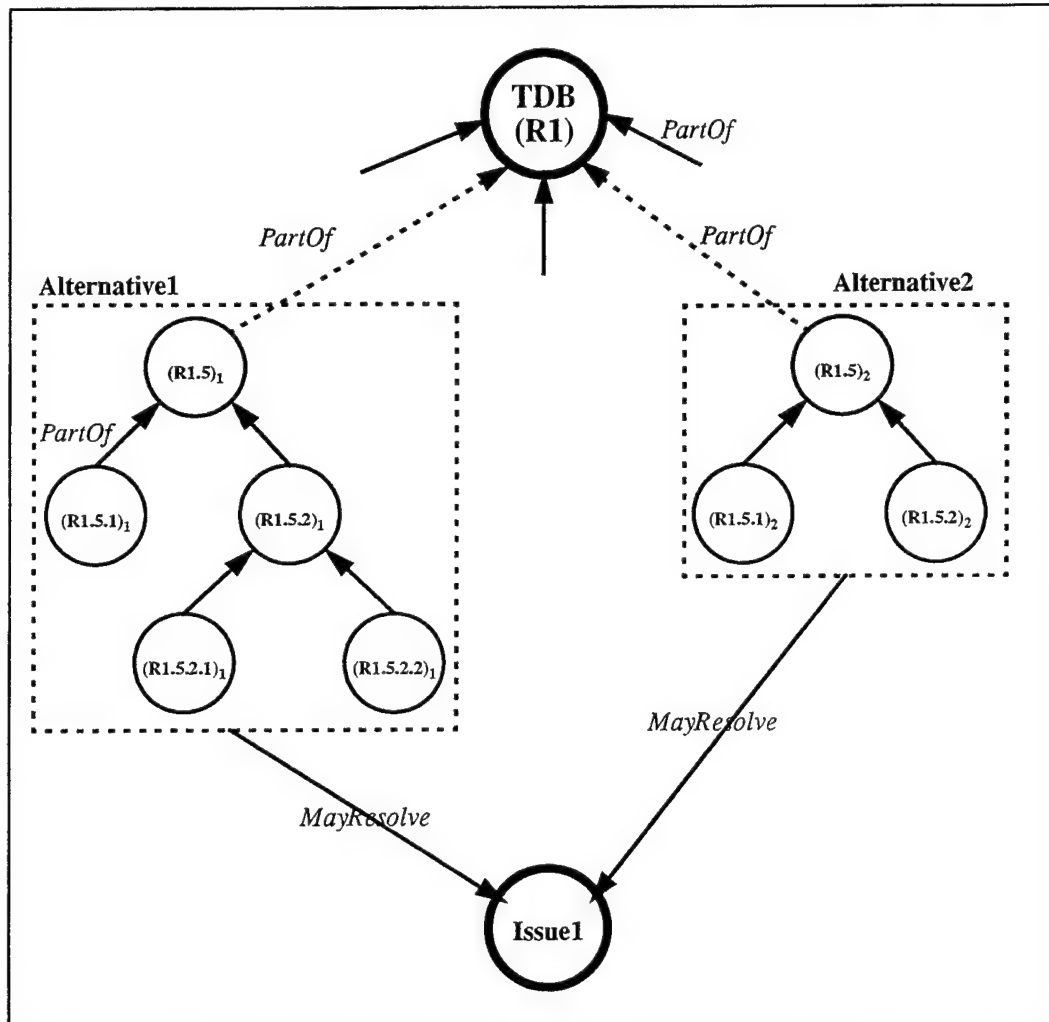 TDB
(R1)
PartOf
PartOf
PartOf
Alternative1
Alternative2
(R1.5)₁
(R1.5)₂
PartOf
(R1.5.1)₁
(R1.5.2)₁
(R1.5.1)₂
(R1.5.2)₂
(R1.5.2.1)₁
(R1.5.2.2)₁
MayResolve
MayResolve
Issue1